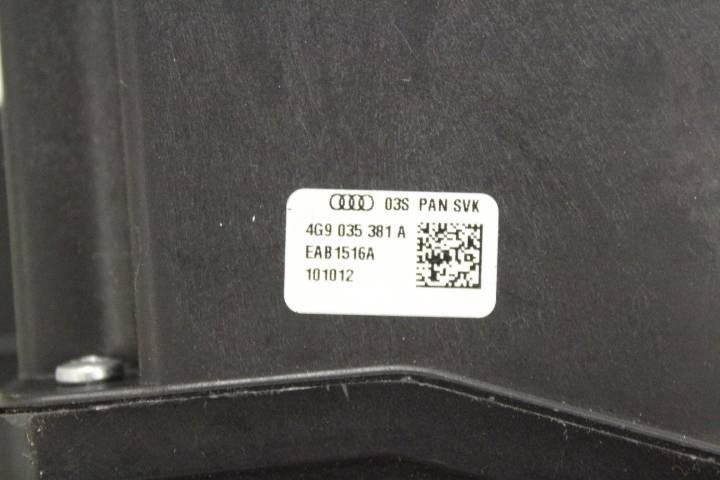 03S PAN SVK
4G9 035 381 A
EAB1516A
101012